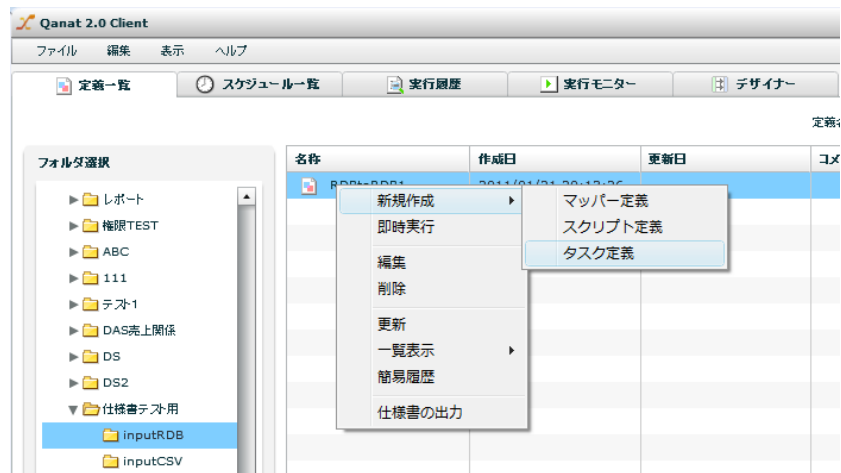 Qanat 2.0 Client
ファイル 編集 表示 ヘルプ
定義一覧 スケジュール一覧 実行履歴 実行モニター デザイナー
定義
フォルダ選択 名称 作成日 更新日 コメ
レポート
権限TEST
ABC
111
テスト1
DAS売上関係
DS
DS2
仕様書テスト用
inputRDB
inputCSV
RDBtoRDB1 2011/01/21 20:13:26
新規作成
即時実行
編集
削除
更新
一覧表示
簡易履歴
仕様書の出力
マッパー定義
スクリプト定義
タスク定義